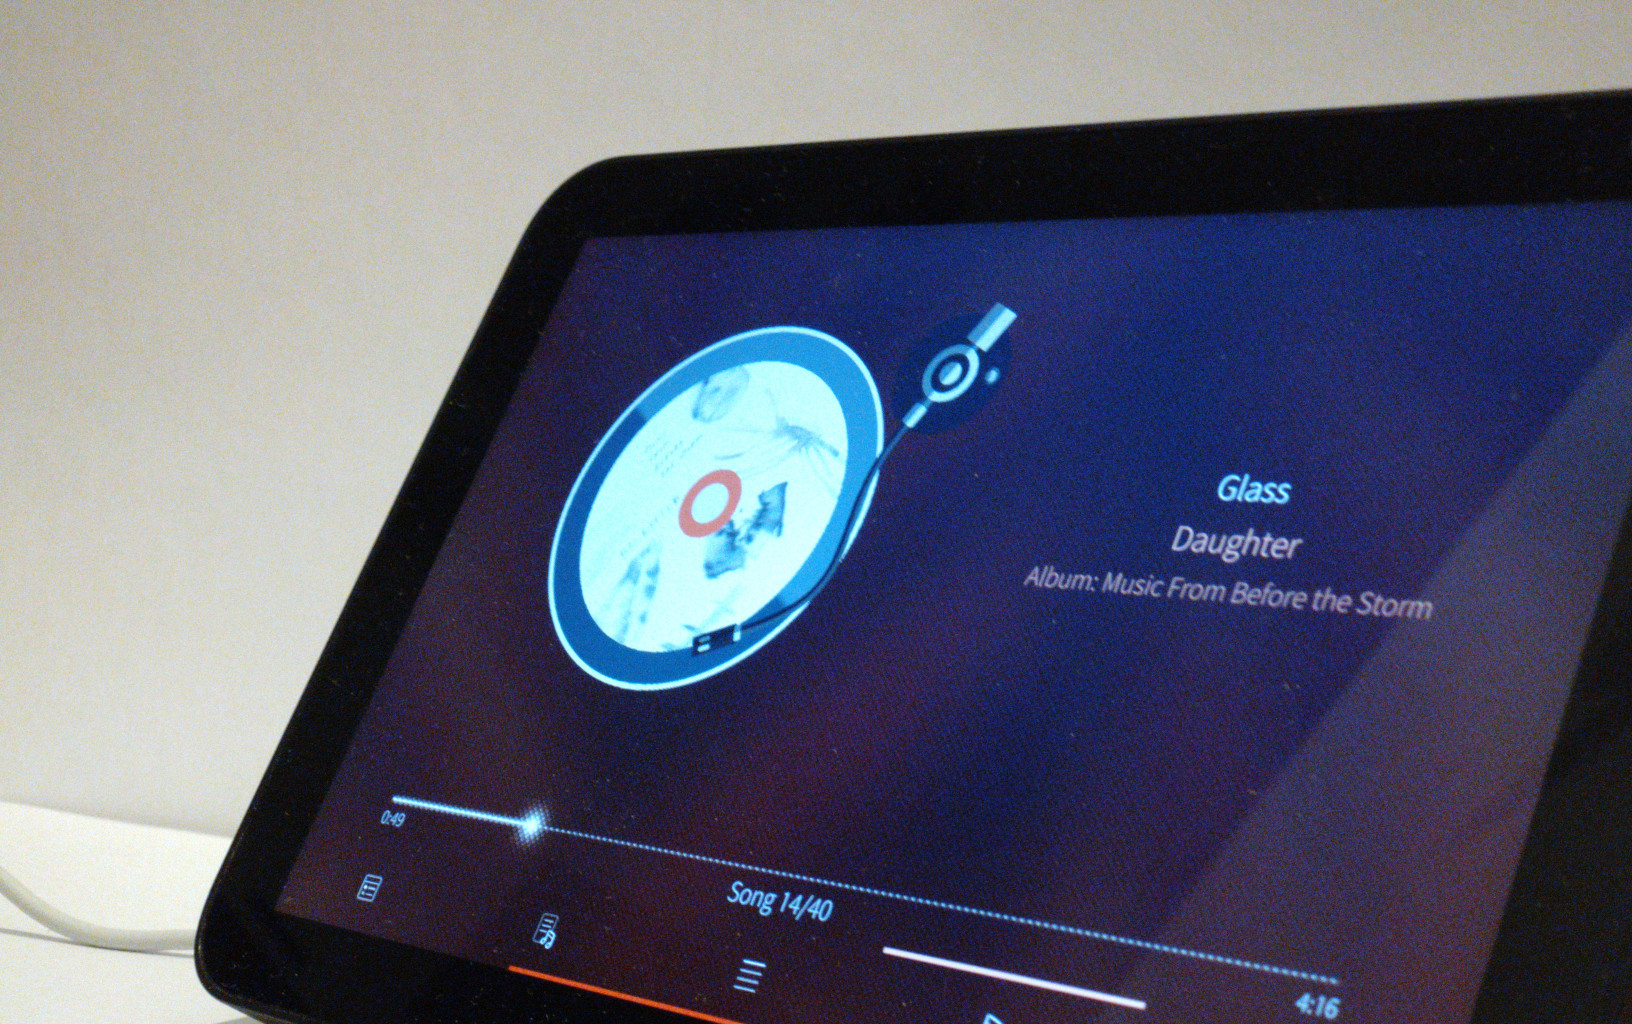 Glass
Daughter
Album: Music From Before the Storm
0:49
Song 14/40
4:16